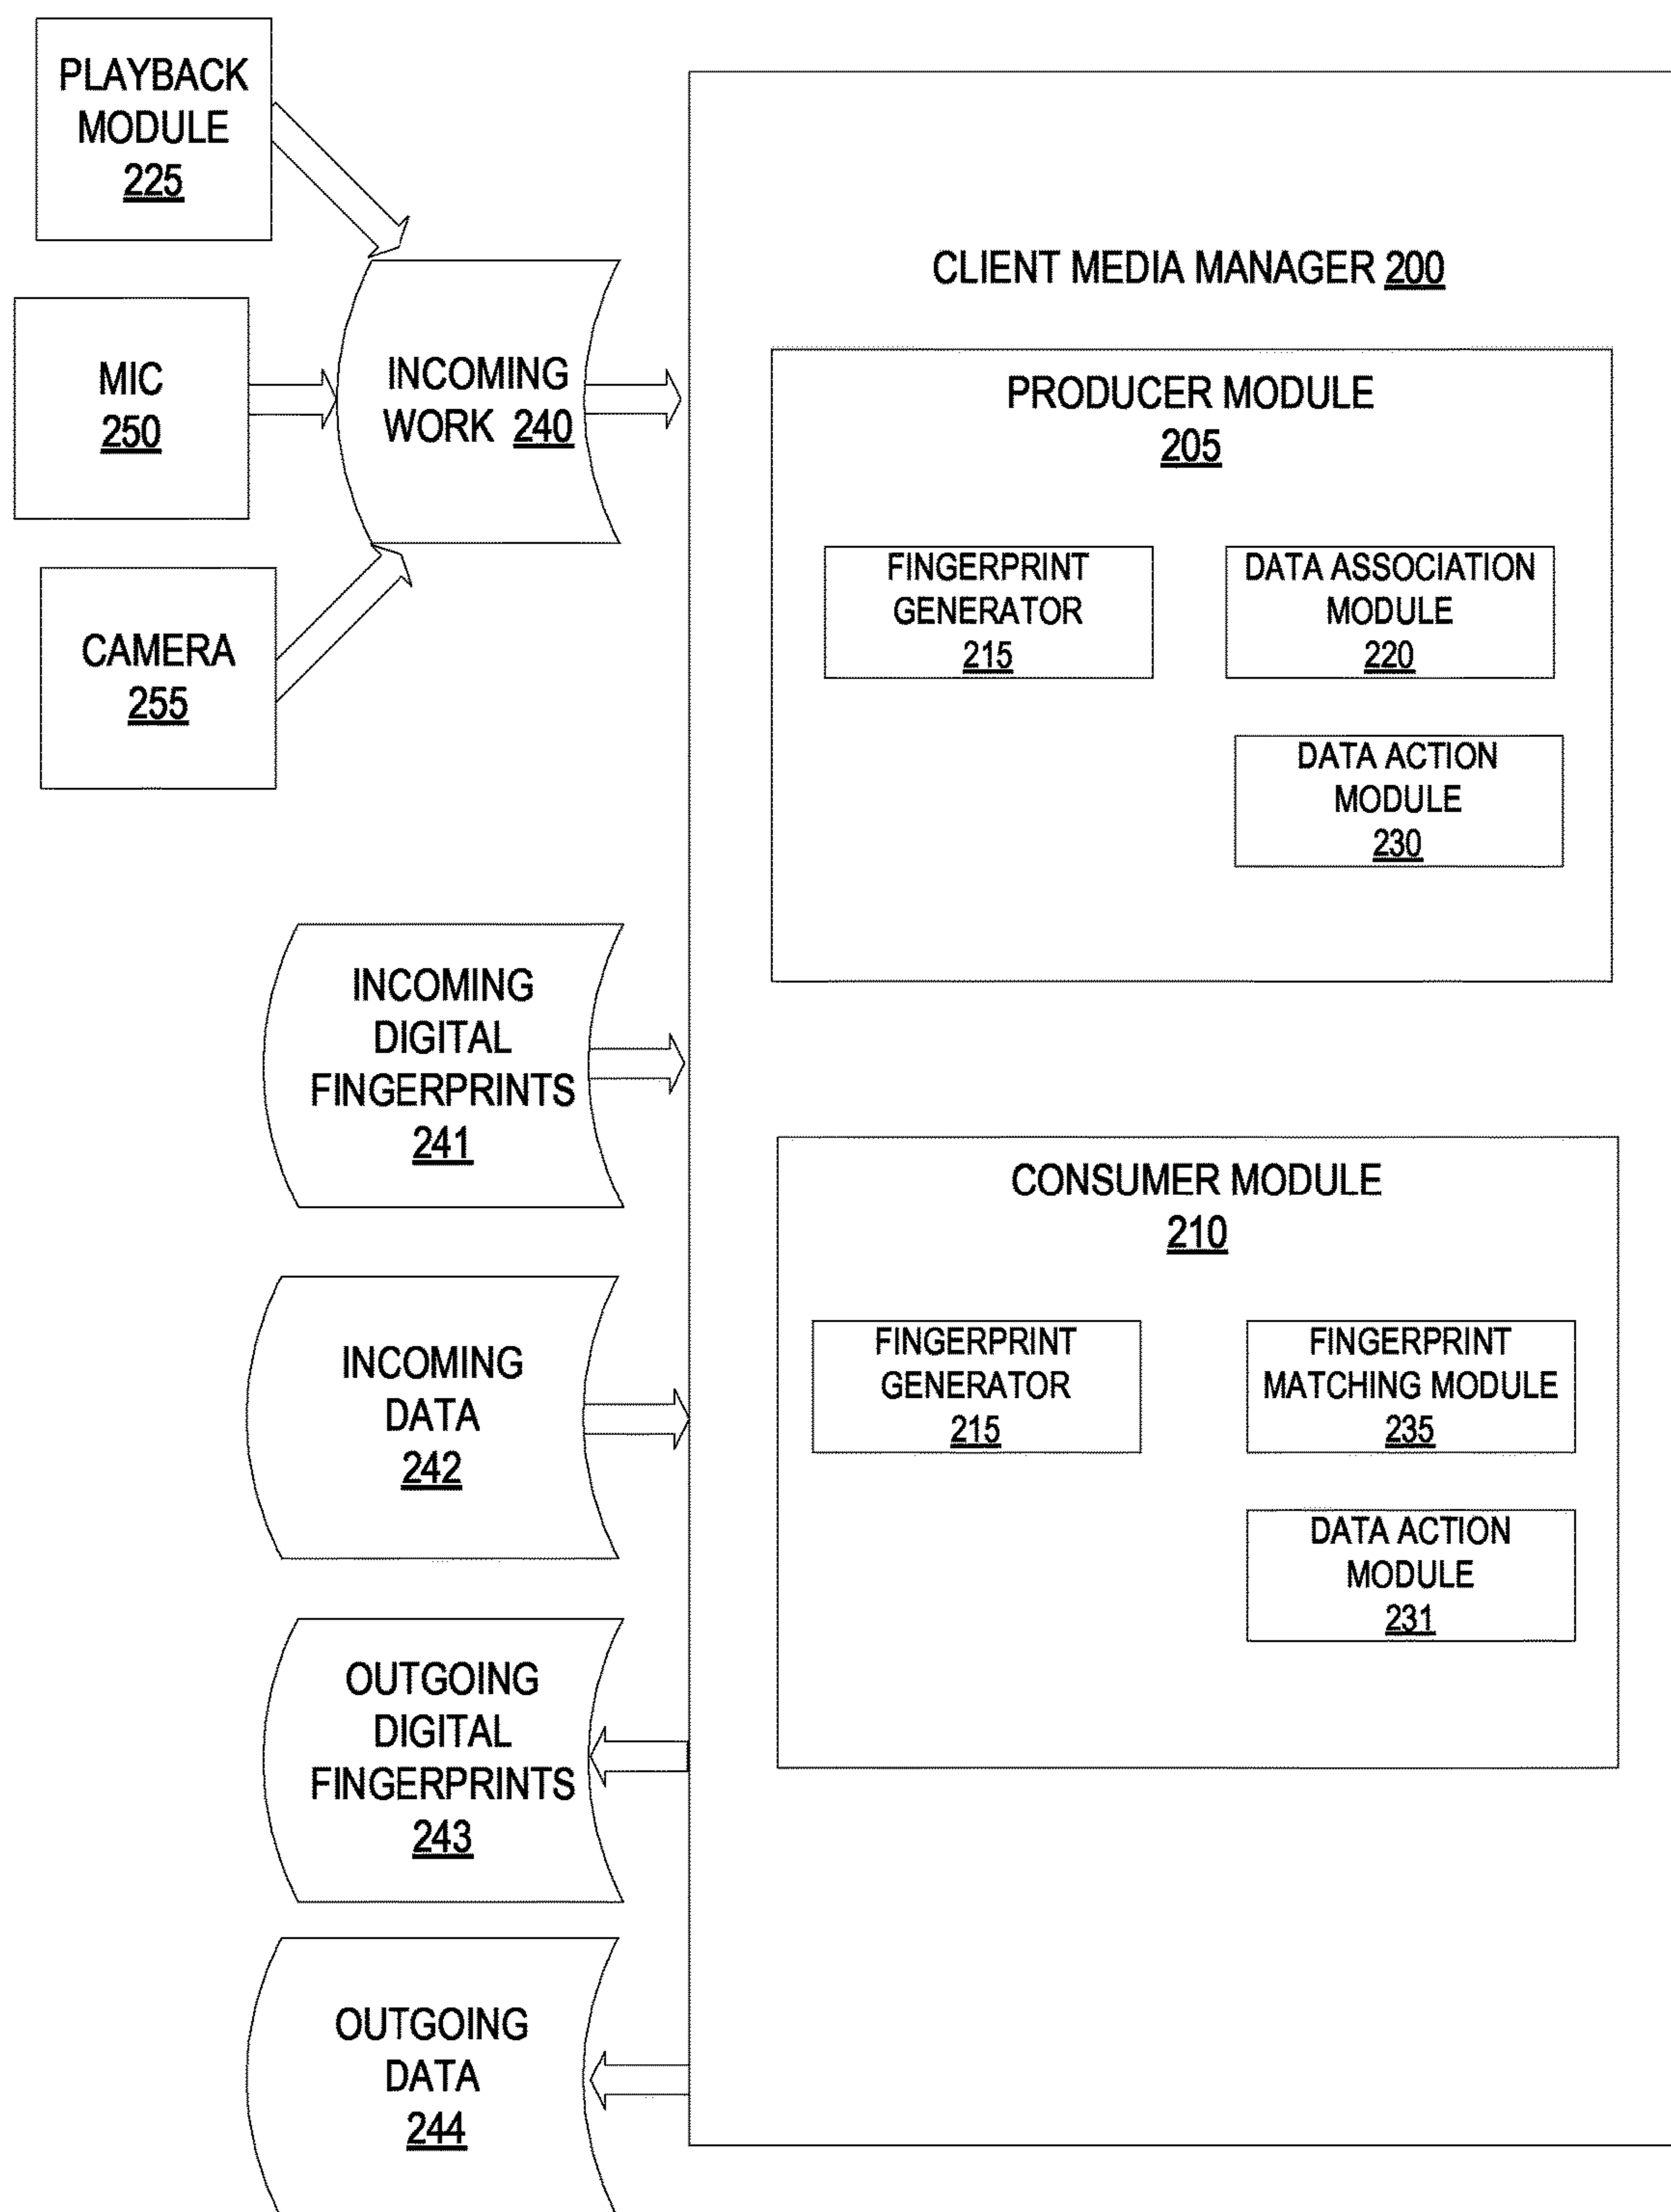 PLAYBACK
MODULE
225
MIC
250
CAMERA
255
INCOMING
WORK 240
INCOMING
DIGITAL
FINGERPRINTS
241
INCOMING
DATA
242
OUTGOING
DIGITAL
FINGERPRINTS
243
OUTGOING
DATA
244
CLIENT MEDIA MANAGER 200
PRODUCER MODULE
205
FINGERPRINT
GENERATOR
215
DATA ASSOCIATION
MODULE
220
DATA ACTION
MODULE
230
CONSUMER MODULE
210
FINGERPRINT
GENERATOR
215
FINGERPRINT
MATCHING MODULE
235
DATA ACTION
MODULE
231